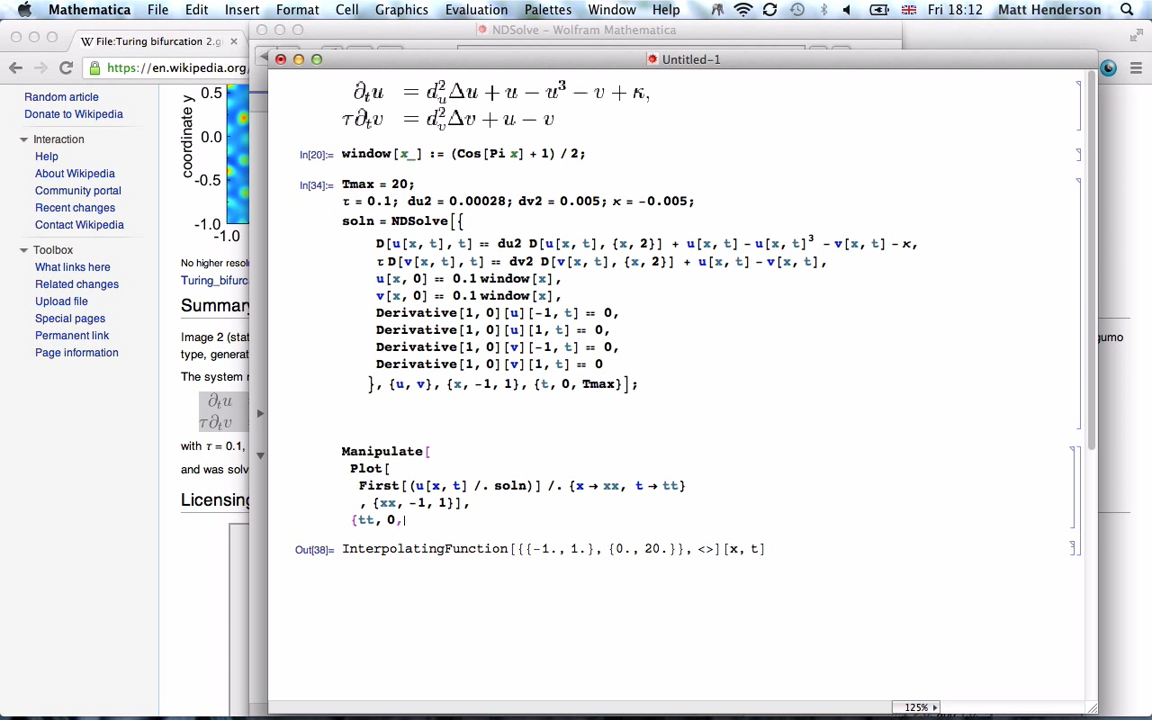 Mathematica File Edit Insert Format Cell Graphics Evaluation Palettes Window Help Fri 18:12 Matt Henderson
File:Turing bifurcation 2.g
NDSolve - Wolfram Mathematica
https://en.wikipedia.org
Untitled-1
Random article
Donate to Wikipedia
Interaction
Help
About Wikipedia
Community portal
Recent changes
Contact Wikipedia
Toolbox
What links here
Related changes
Upload file
Special pages
Permanent link
Page information
coordinate y
0.5
0.0
-0.5
-1.0
-1.0
No higher resol
Turing_bifurc
Summar
Image 2 (stat
type, generat
The system r
∂ₜu
τ∂ₜv
with τ = 0.1,
and was solv
Licensing
gumo
∂ₜu = d²ᵤΔu + u − u³ − v + κ,
τ∂ₜv = d²ᵥΔv + u − v
In[20]:= window[x_] := (Cos[Pi x] + 1) / 2;
In[34]:= Tmax = 20;
τ = 0.1; du2 = 0.00028; dv2 = 0.005; κ = -0.005;
soln = NDSolve[{
D[u[x, t], t] == du2 D[u[x, t], {x, 2}] + u[x, t] - u[x, t]³ - v[x, t] - κ,
τ D[v[x, t], t] == dv2 D[v[x, t], {x, 2}] + u[x, t] - v[x, t],
u[x, 0] == 0.1 window[x],
v[x, 0] == 0.1 window[x],
Derivative[1, 0][u][-1, t] == 0,
Derivative[1, 0][u][1, t] == 0,
Derivative[1, 0][v][-1, t] == 0,
Derivative[1, 0][v][1, t] == 0
}, {u, v}, {x, -1, 1}, {t, 0, Tmax}];
Manipulate[
Plot[
First[(u[x, t] /. soln)] /. {x → xx, t → tt}
, {xx, -1, 1}],
{tt, 0,
Out[38]= InterpolatingFunction[{{-1., 1.}, {0., 20.}}, <>][x, t]
125%